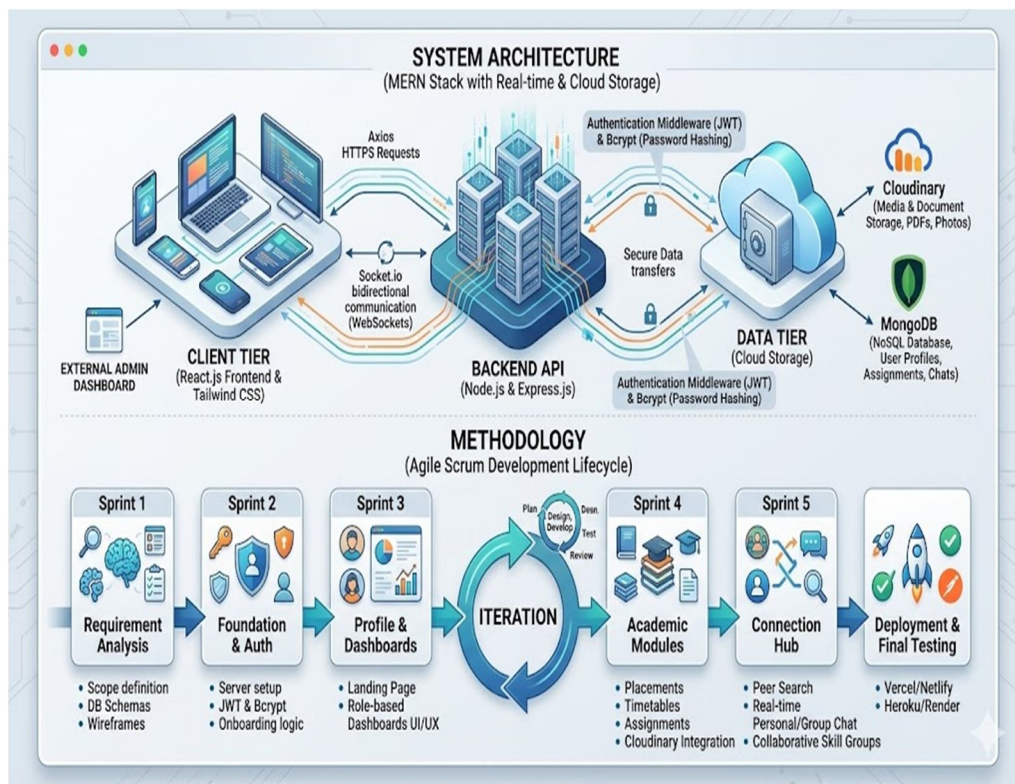 SYSTEM ARCHITECTURE
(MERN Stack with Real-time & Cloud Storage)
Axios
HTTPS Requests
Authentication Middleware (JWT)
& Bcrypt (Password Hashing)
Cloudinary
(Media & Document
Storage, PDFs, Photos)
Socket.io
bidirectional
communication
(WebSockets)
Secure Data
transfers
EXTERNAL ADMIN
DASHBOARD
CLIENT TIER
(React.js Frontend &
Tailwind CSS)
BACKEND API
(Node.js & Express.js)
DATA TIER
(Cloud Storage)
MongoDB
(NoSQL Database,
User Profiles,
Assignments, Chats)
Authentication Middleware (JWT)
& Bcrypt (Password Hashing)
METHODOLOGY
(Agile Scrum Development Lifecycle)
Sprint 1
Requirement
Analysis
• Scope definition
• DB Schemas
• Wireframes
Sprint 2
Foundation
& Auth
• Server setup
• JWT & Bcrypt
• Onboarding logic
Sprint 3
Profile &
Dashboards
• Landing Page
• Role-based
Dashboards UI/UX
Plan
Design,
Develop
Desn.
Test
Review
ITERATION
Sprint 4
Academic
Modules
• Placements
• Timetables
• Assignments
• Cloudinary Integration
Sprint 5
Connection
Hub
• Peer Search
• Real-time
Personal/Group Chat
• Collaborative Skill Groups
Deployment &
Final Testing
• Vercel/Netlify
• Heroku/Render